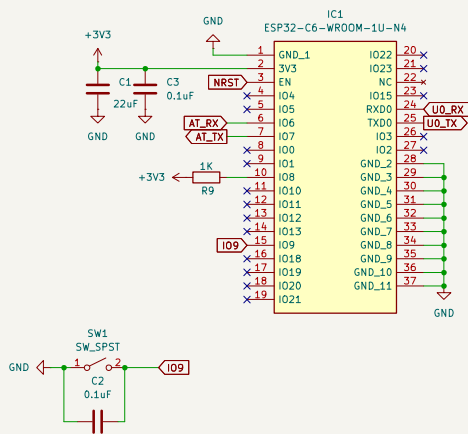 IC1
ESP32-C6-WROOM-1U-N4
GND
+3V3
1 GND_1 IO22 20
2 3V3 IO23 21
NRST 3 EN NC 22
4 IO4 IO15 23
5 IO5 RXD0 24 U0_RX
AT_RX 6 IO6 TXD0 25 U0_TX
AT_TX 7 IO7 IO3 26
8 IO0 IO2 27
9 IO1 GND_2 28
10 IO8 GND_3 29
11 IO10 GND_4 30
12 IO11 GND_5 31
13 IO12 GND_6 32
14 IO13 GND_7 33
IO9 15 IO9 GND_8 34
16 IO18 GND_9 35
17 IO19 GND_10 36
18 IO20 GND_11 37
19 IO21
C1
22uF
C3
0.1uF
GND
GND
+3V3
1K
R9
GND
SW1
SW_SPST
GND
1
2
IO9
C2
0.1uF